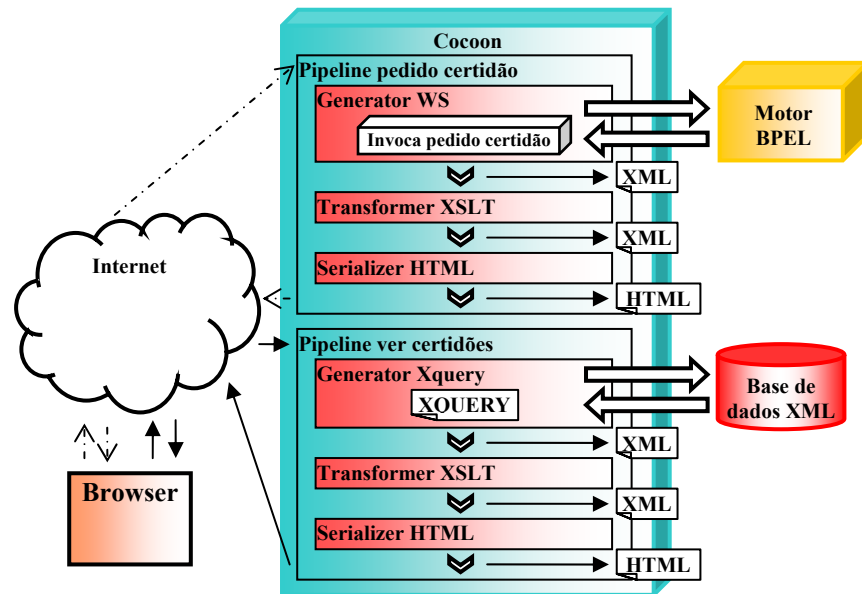 Cocoon
Pipeline pedido certidão
Generator WS
Invoca pedido certidão
Motor
BPEL
XML
Transformer XSLT
XML
Internet
Serializer HTML
HTML
Pipeline ver certidões
Generator Xquery
XQUERY
Base de
dados XML
XML
Browser
Transformer XSLT
XML
Serializer HTML
HTML